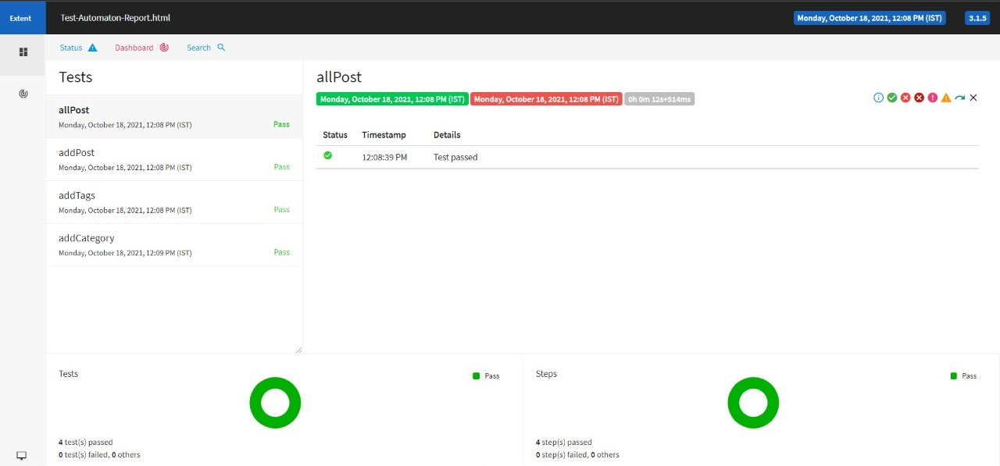 Extent
Test-Automaton-Report.html
Monday, October 18, 2021, 12:08 PM (IST)
3.1.5
Status
Dashboard
Search
Tests
allPost
Monday, October 18, 2021, 12:08 PM (IST)
Pass
addPost
Monday, October 18, 2021, 12:08 PM (IST)
Pass
addTags
Monday, October 18, 2021, 12:08 PM (IST)
Pass
addCategory
Monday, October 18, 2021, 12:09 PM (IST)
Pass
allPost
Monday, October 18, 2021, 12:08 PM (IST) Monday, October 18, 2021, 12:08 PM (IST) 0h 0m 12s+514ms
Status Timestamp Details
12:08:39 PM Test passed
Tests
Pass
4 test(s) passed
0 test(s) failed, 0 others
Steps
Pass
4 step(s) passed
0 step(s) failed, 0 others